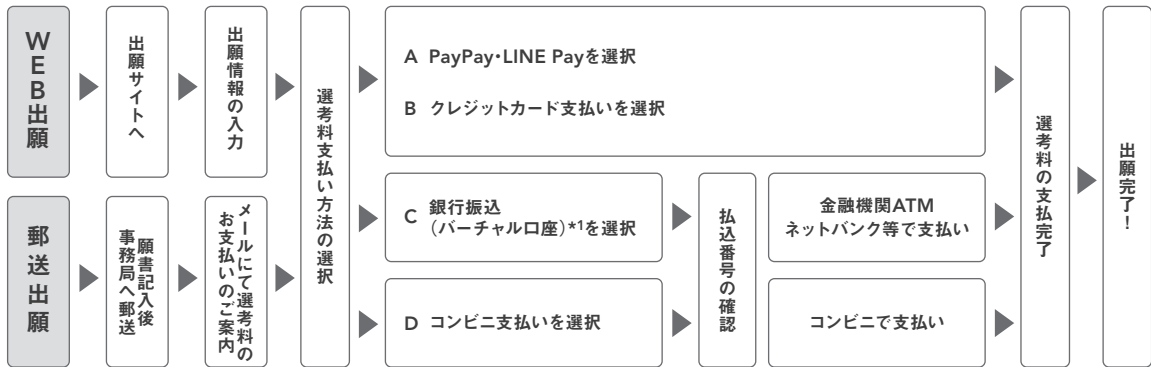 WEB出願
出願サイトへ
出願情報の入力
郵送出願
願書記入後
事務局へ郵送
メールにて選考料の
お支払いのご案内
選考料支払い方法の選択
A PayPay・LINE Payを選択
B クレジットカード支払いを選択
C 銀行振込
（バーチャル口座）*1を選択
D コンビニ支払いを選択
払込番号の確認
金融機関ATM
ネットバンク等で支払い
コンビニで支払い
選考料の支払完了
出願完了！